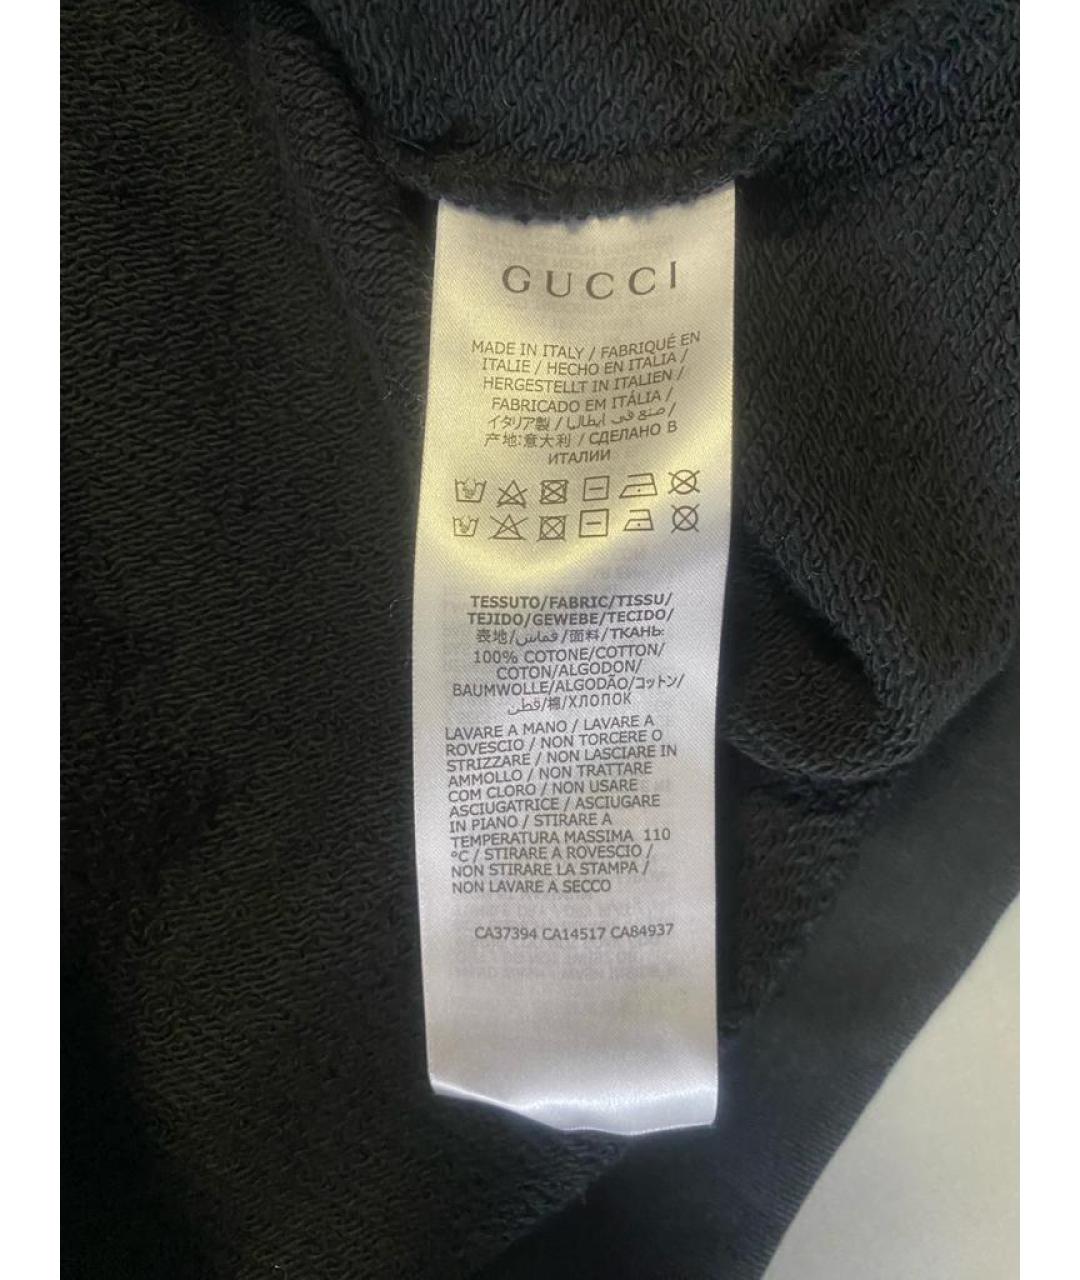 GUCCI
MADE IN ITALY / FABRIQUÉ EN
ITALIE / HECHO EN ITALIA /
HERGESTELLT IN ITALIEN /
FABRICADO EM ITÁLIA /
イタリア製 / صنع في إيطاليا /
产地:意大利 / СДЕЛАНО В
ИТАЛИИ
TESSUTO/FABRIC/TISSU/
TEJIDO/GEWEBE/TECIDO/
表地/قماش/面料/ТКАНЬ:
100% COTONE/COTTON/
COTON/ALGODON/
BAUMWOLLE/ALGODÃO/コットン/
قطن/棉/ХЛОПОК
LAVARE A MANO / LAVARE A
ROVESCIO / NON TORCERE O
STRIZZARE / NON LASCIARE IN
AMMOLLO / NON TRATTARE
COM CLORO / NON USARE
ASCIUGATRICE / ASCIUGARE
IN PIANO / STIRARE A
TEMPERATURA MASSIMA 110
°C / STIRARE A ROVESCIO /
NON STIRARE LA STAMPA /
NON LAVARE A SECCO
CA37394 CA14517 CA84937